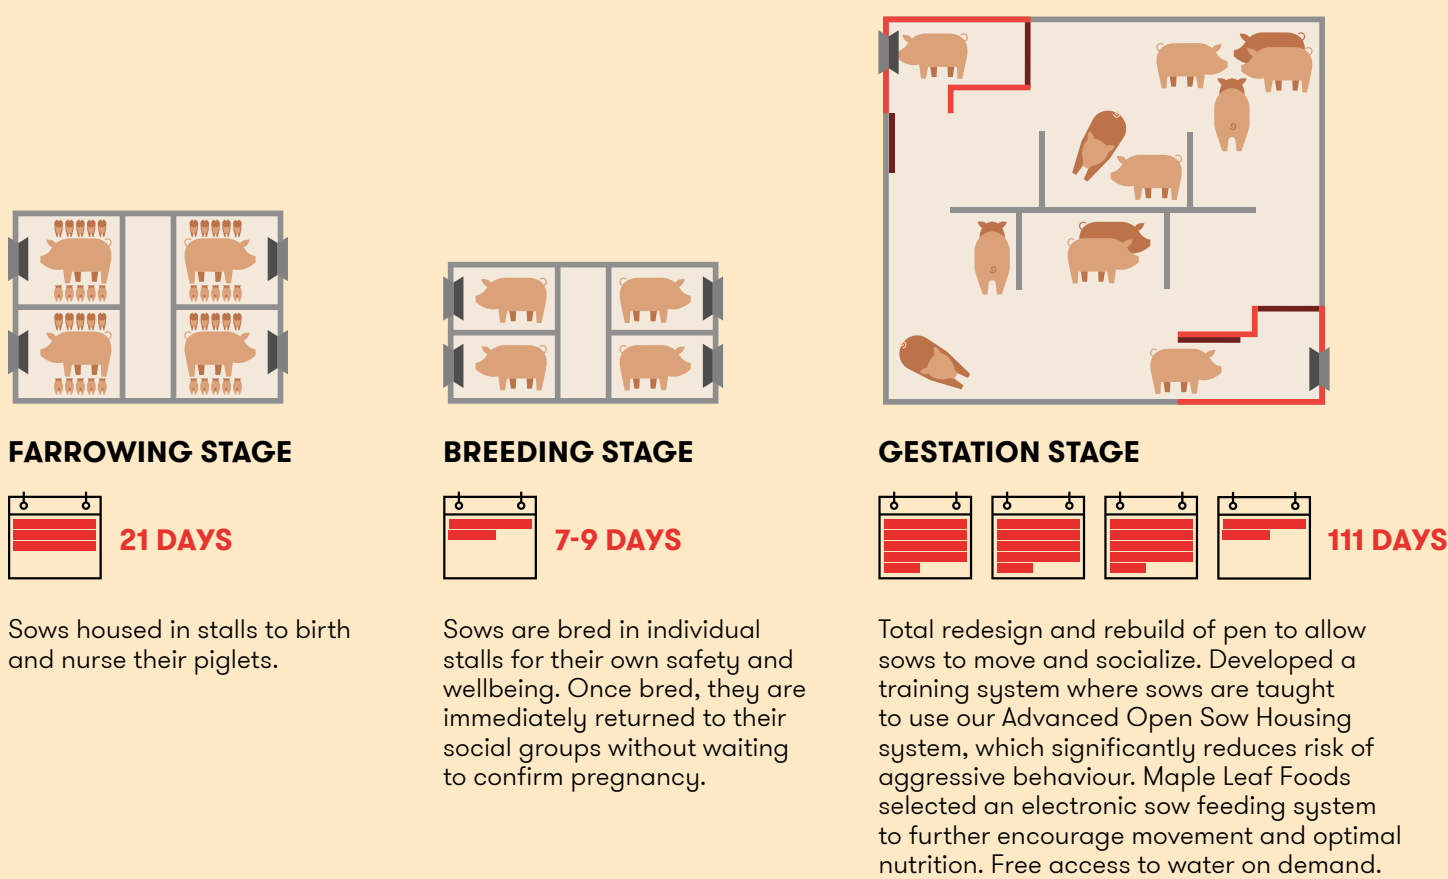 FARROWING STAGE
21 DAYS
Sows housed in stalls to birth
and nurse their piglets.
BREEDING STAGE
7-9 DAYS
Sows are bred in individual
stalls for their own safety and
wellbeing. Once bred, they are
immediately returned to their
social groups without waiting
to confirm pregnancy.
GESTATION STAGE
111 DAYS
Total redesign and rebuild of pen to allow
sows to move and socialize. Developed a
training system where sows are taught
to use our Advanced Open Sow Housing
system, which significantly reduces risk of
aggressive behaviour. Maple Leaf Foods
selected an electronic sow feeding system
to further encourage movement and optimal
nutrition. Free access to water on demand.